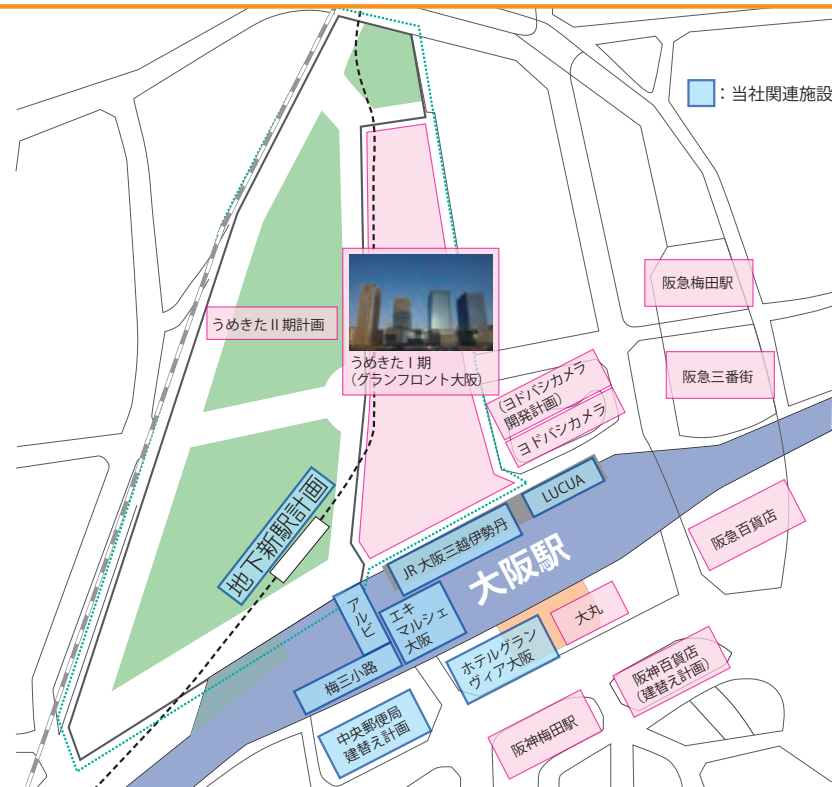 ：当社関連施設
阪急梅田駅
うめきたⅡ期計画
うめきたⅠ期
（グランフロント大阪）
阪急三番街
（ヨドバシカメラ
開発計画）
ヨドバシカメラ
LUCUA
地下新駅計画
JR大阪三越伊勢丹
阪急百貨店
大阪駅
アルビ
エキ
マルシェ
大阪
大丸
ホテルグラン
ヴィア大阪
梅三小路
阪神百貨店
（建替え計画）
中央郵便局
建替え計画
阪神梅田駅